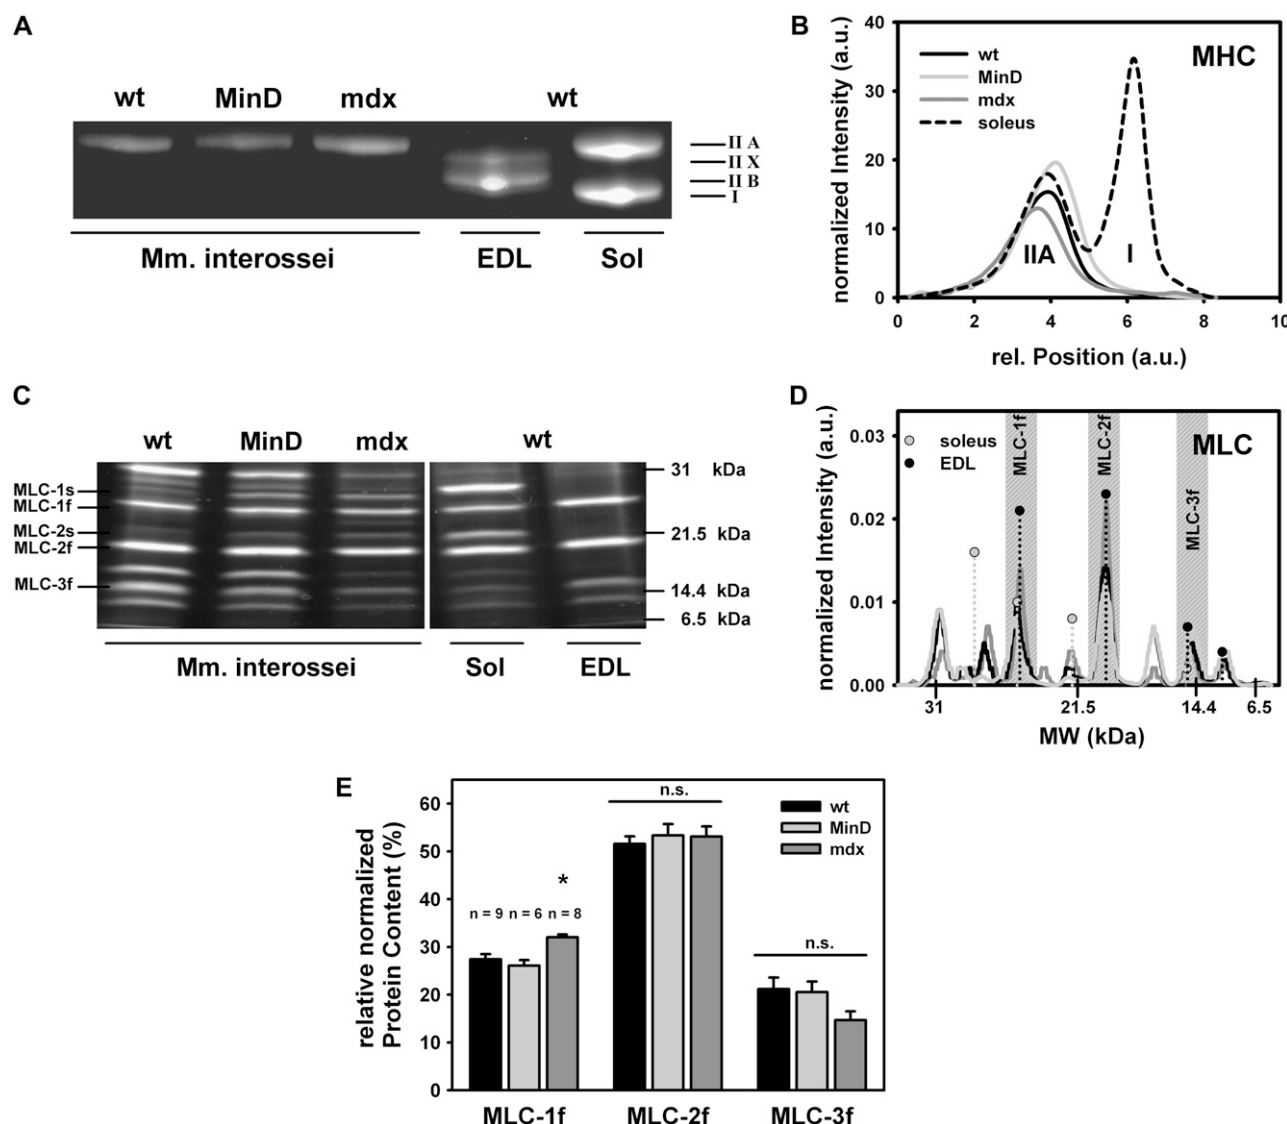 A
wt MinD mdx wt
II A
II X
II B
I
Mm. interossei EDL Sol
B
MHC
wt
MinD
mdx
soleus
normalized Intensity (a.u.)
40
30
20
10
0
IIA I
0 2 4 6 8 10
rel. Position (a.u.)
C
wt MinD mdx wt
MLC-1s
MLC-1f
MLC-2s
MLC-2f
MLC-3f
31 kDa
21.5 kDa
14.4 kDa
6.5 kDa
Mm. interossei Sol EDL
D
MLC
soleus
EDL
MLC-1f
MLC-2f
MLC-3f
normalized Intensity (a.u.)
0.03
0.02
0.01
0.00
31 21.5 14.4 6.5
MW (kDa)
E
relative normalized
Protein Content (%)
60
50
40
30
20
10
0
n.s.
wt
MinD
mdx
*
n = 9 n = 6 n = 8
n.s.
MLC-1f MLC-2f MLC-3f